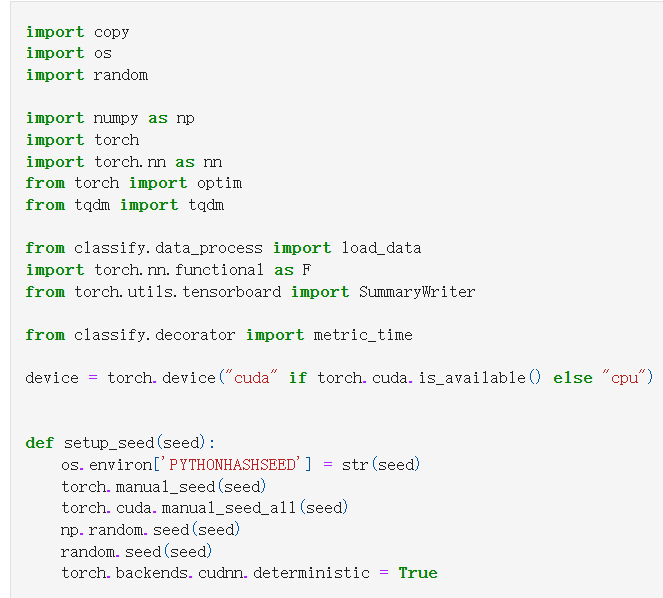 import copy
import os
import random
import numpy as np
import torch
import torch.nn as nn
from torch import optim
from tqdm import tqdm
from classify.data_process import load_data
import torch.nn.functional as F
from torch.utils.tensorboard import SummaryWriter
from classify.decorator import metric_time
device = torch.device("cuda" if torch.cuda.is_available() else "cpu")
def setup_seed(seed):
    os.environ['PYTHONHASHSEED'] = str(seed)
    torch.manual_seed(seed)
    torch.cuda.manual_seed_all(seed)
    np.random.seed(seed)
    random.seed(seed)
    torch.backends.cudnn.deterministic = True